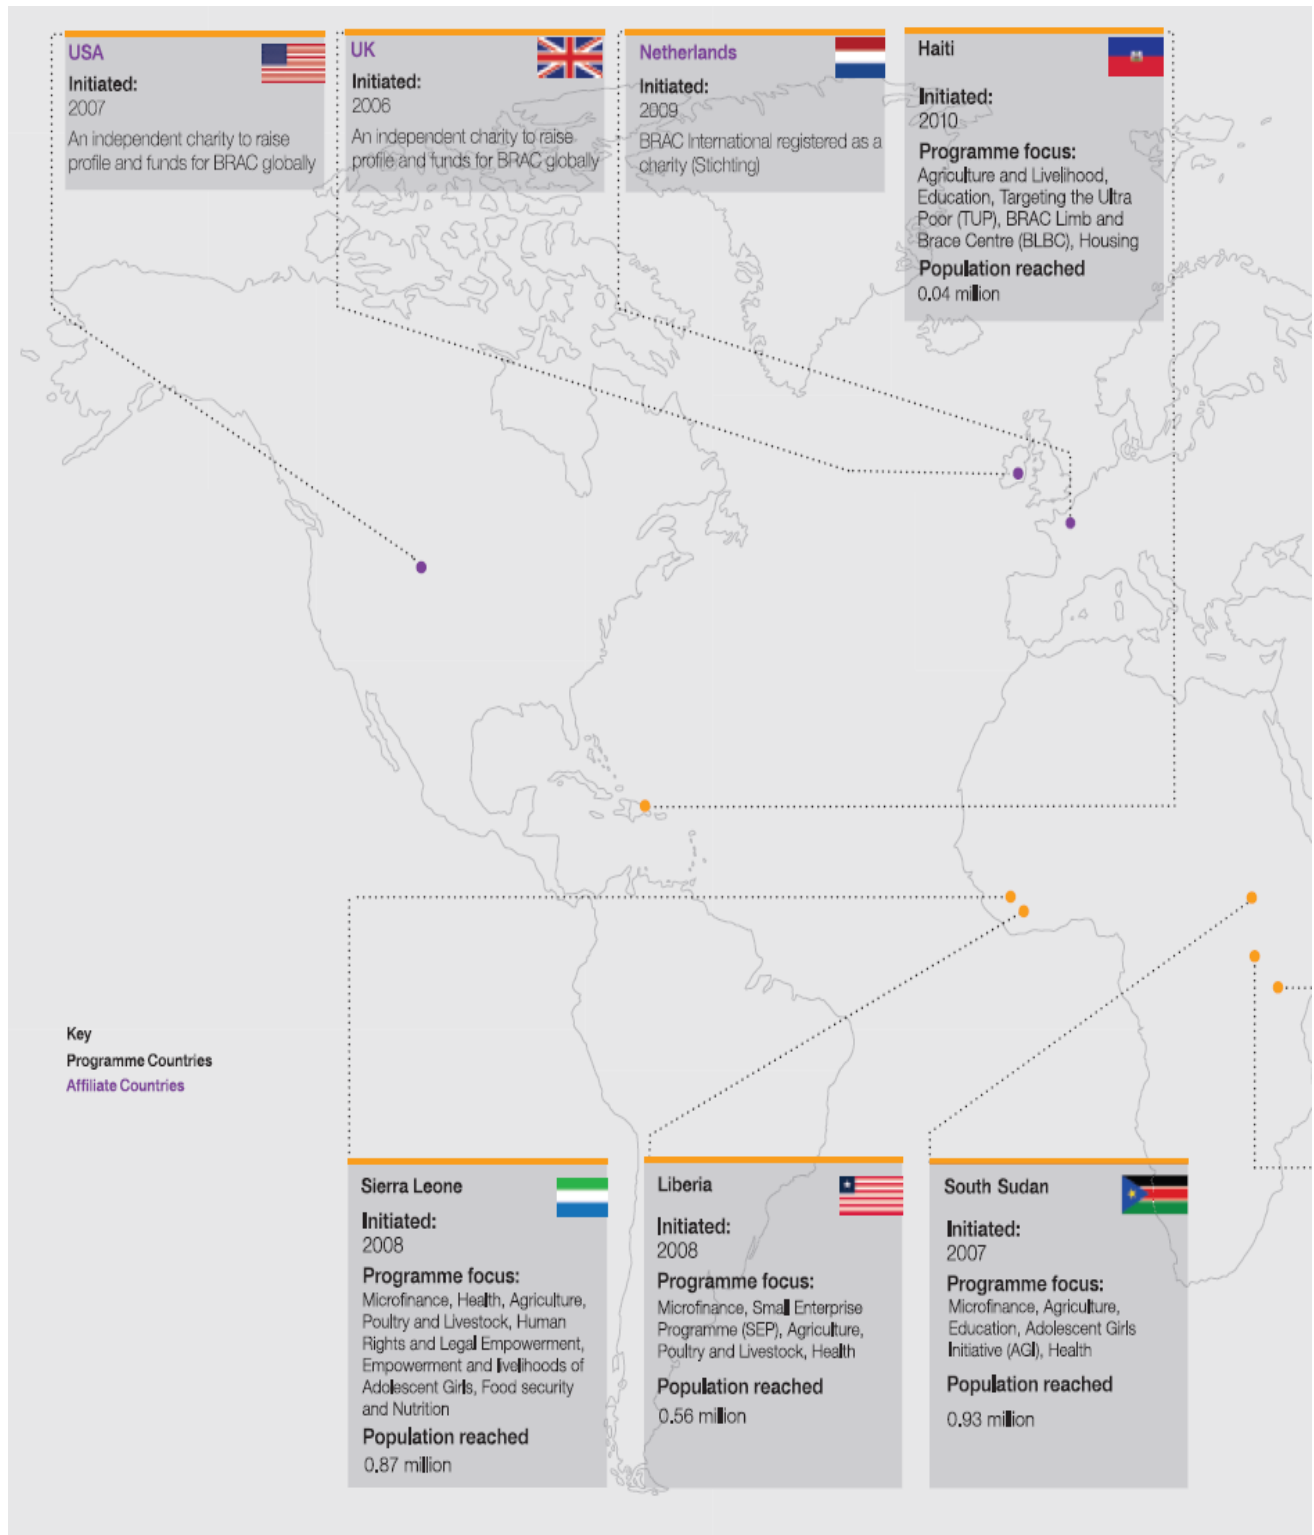 USA
Initiated:
2007
An independent charity to raise
profile and funds for BRAC globally
UK
Initiated:
2006
An independent charity to raise
profile and funds for BRAC globally
Netherlands
Initiated:
2009
BRAC International registered as a
charity (Stichting)
Haiti
Initiated:
2010
Programme focus:
Agriculture and Livelihood,
Education, Targeting the Ultra
Poor (TUP), BRAC Limb and
Brace Centre (BLBC), Housing
Population reached
0.04 million
Key
Programme Countries
Affiliate Countries
Sierra Leone
Initiated:
2008
Programme focus:
Microfinance, Health, Agriculture,
Poultry and Livestock, Human
Rights and Legal Empowerment,
Empowerment and livelihoods of
Adolescent Girls, Food security
and Nutrition
Population reached
0.87 million
Liberia
Initiated:
2008
Programme focus:
Microfinance, Small Enterprise
Programme (SEP), Agriculture,
Poultry and Livestock, Health
Population reached
0.56 million
South Sudan
Initiated:
2007
Programme focus:
Microfinance, Agriculture,
Education, Adolescent Girls
Initiative (AGI), Health
Population reached
0.93 million